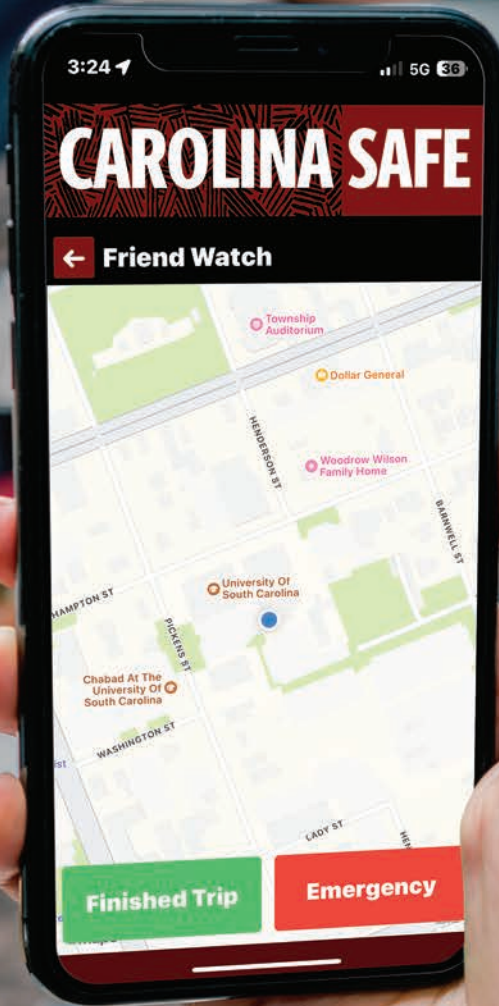 3:24
5G 36
CAROLINA SAFE
Friend Watch
Township
Auditorium
Dollar General
HENDERSON ST
Woodrow Wilson
Family Home
BARNWELL ST
HAMPTON ST
University Of
South Carolina
PICKENS ST
Chabad At The
University Of
South Carolina
WASHINGTON ST
ist
LADY ST
HEN
Finished Trip
Emergency